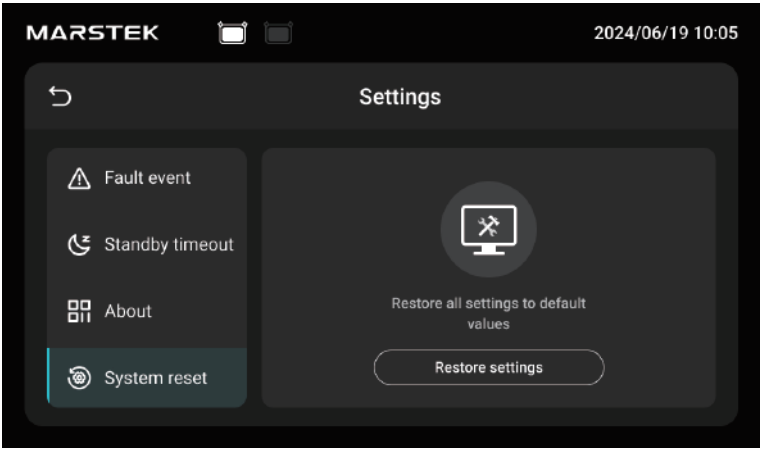 MARSTEK
2024/06/19 10:05
Settings
Fault event
Standby timeout
About
System reset
Restore all settings to default
values
Restore settings